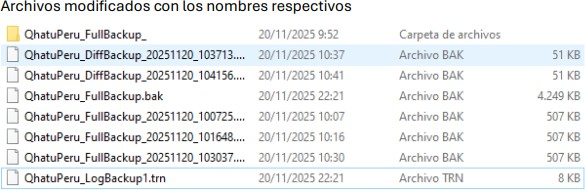 Archivos modificados con los nombres respectivos
QhatuPeru_FullBackup_ 20/11/2025 9:52 Carpeta de archivos
QhatuPeru_DiffBackup_20251120_103713.... 20/11/2025 10:37 Archivo BAK 51 KB
QhatuPeru_DiffBackup_20251120_104156.... 20/11/2025 10:41 Archivo BAK 51 KB
QhatuPeru_FullBackup.bak 20/11/2025 22:21 Archivo BAK 4.249 KB
QhatuPeru_FullBackup_20251120_100725.... 20/11/2025 10:07 Archivo BAK 507 KB
QhatuPeru_FullBackup_20251120_101648.... 20/11/2025 10:16 Archivo BAK 507 KB
QhatuPeru_FullBackup_20251120_103037.... 20/11/2025 10:30 Archivo BAK 507 KB
QhatuPeru_LogBackup1.trn 20/11/2025 22:21 Archivo TRN 8 KB